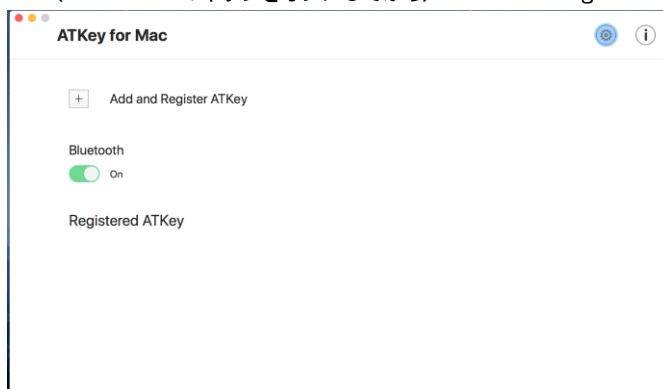 ATKey for Mac
Add and Register ATKey
Bluetooth
On
Registered ATKey